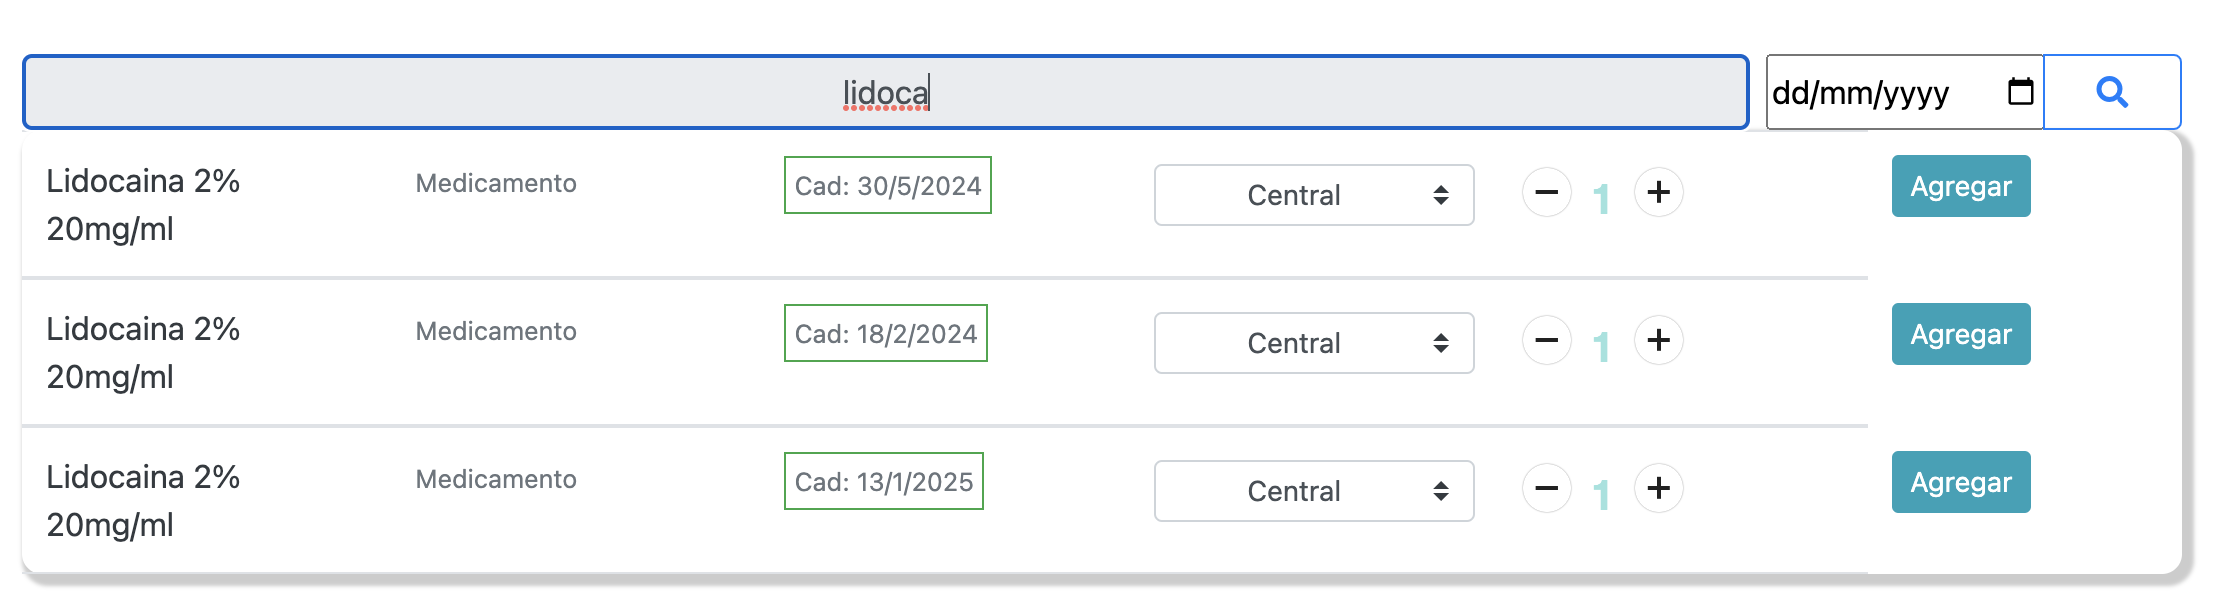 lidoca dd/mm/yyyy
Lidocaina 2% Medicamento Cad: 30/5/2024 Central 1 Agregar
20mg/ml
Lidocaina 2% Medicamento Cad: 18/2/2024 Central 1 Agregar
20mg/ml
Lidocaina 2% Medicamento Cad: 13/1/2025 Central 1 Agregar
20mg/ml